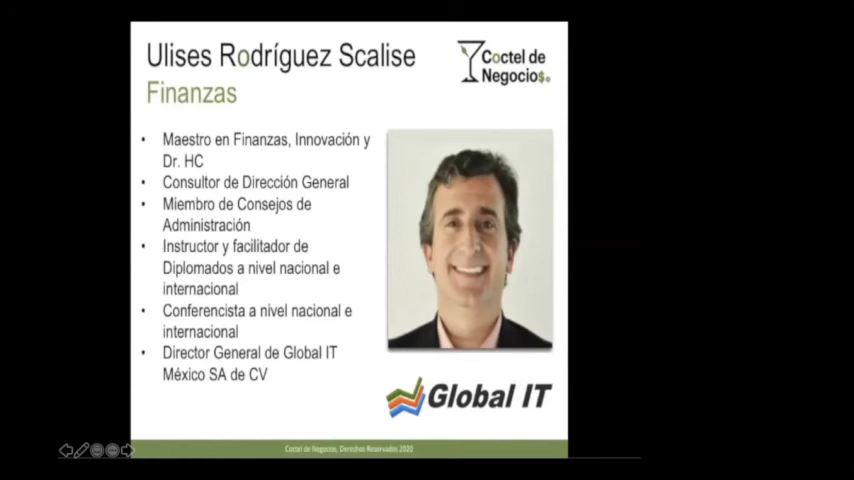 Ulises Rodríguez Scalise
Finanzas
Coctel de
Negocio$
• Maestro en Finanzas, Innovación y
Dr. HC
• Consultor de Dirección General
• Miembro de Consejos de
Administración
• Instructor y facilitador de
Diplomados a nivel nacional e
internacional
• Conferencista a nivel nacional e
internacional
• Director General de Global IT
México SA de CV
Global IT
Coctel de Negocios, Derechos Reservados 2020